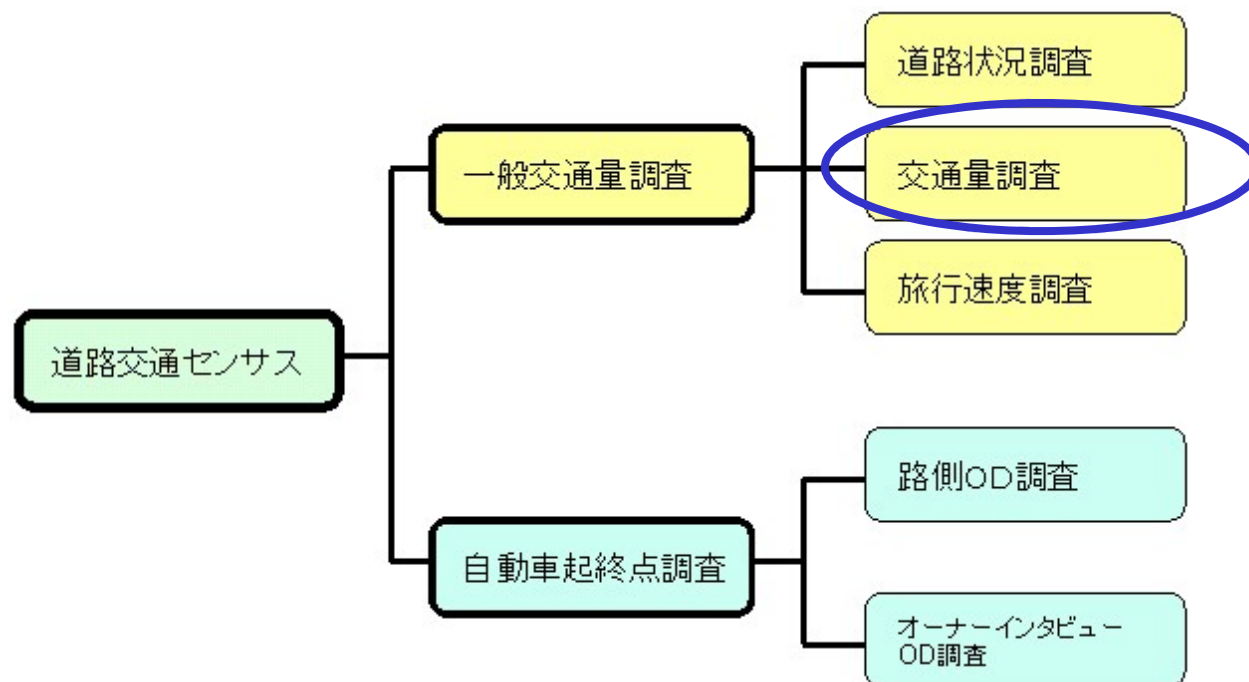 道路状況調査
一般交通量調査
交通量調査
旅行速度調査
道路交通センサス
路側OD調査
自動車起終点調査
オーナーインタビュー
OD調査